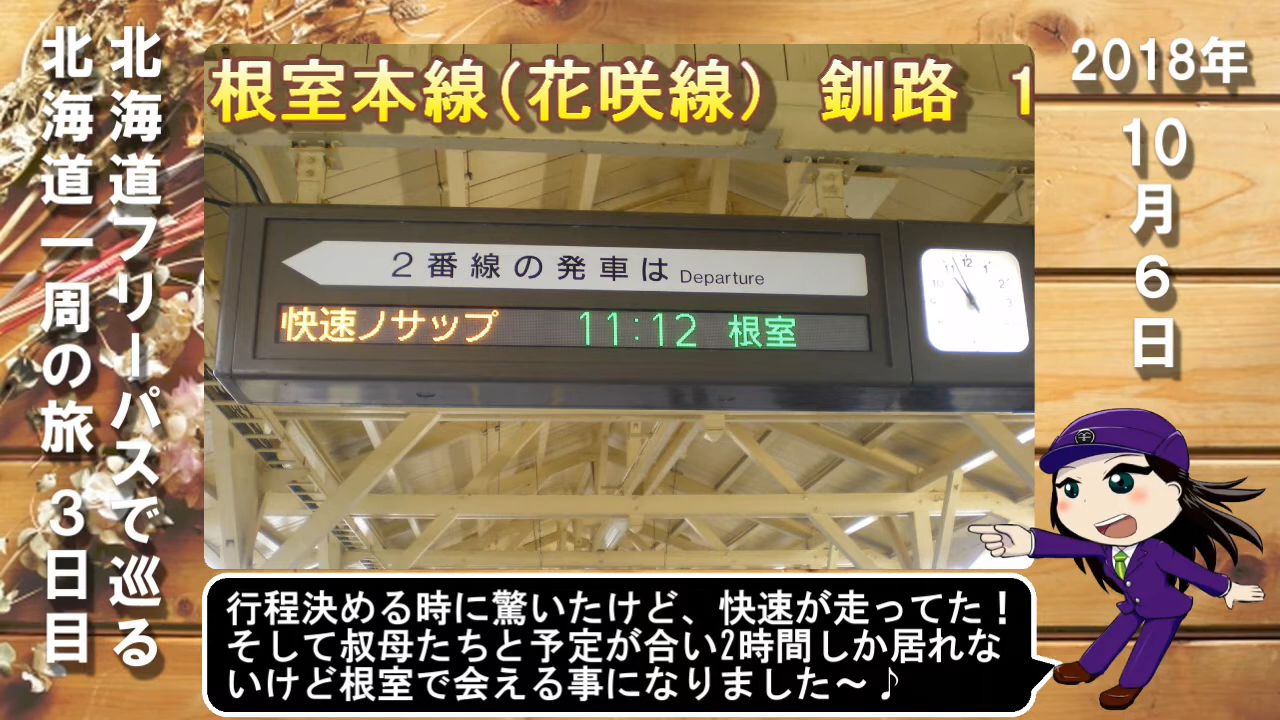 北海道フリーパスで巡る
北海道一周の旅 3日目
2018年
10月6日
根室本線(花咲線) 釧路 1
2番線の発車は Departure
快速ノサップ 11:12 根室
行程決める時に驚いたけど、快速が走ってた!
そして叔母たちと予定が合い2時間しか居れな
いけど根室で会える事になりました～♪